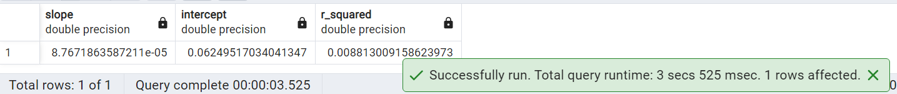 slope intercept r_squared
double precision double precision double precision
1 8.7671863587211e-05 0.06249517034041347 0.008813009158623973
Successfully run. Total query runtime: 3 secs 525 msec. 1 rows affected.
Total rows: 1 of 1 Query complete 00:00:03.525